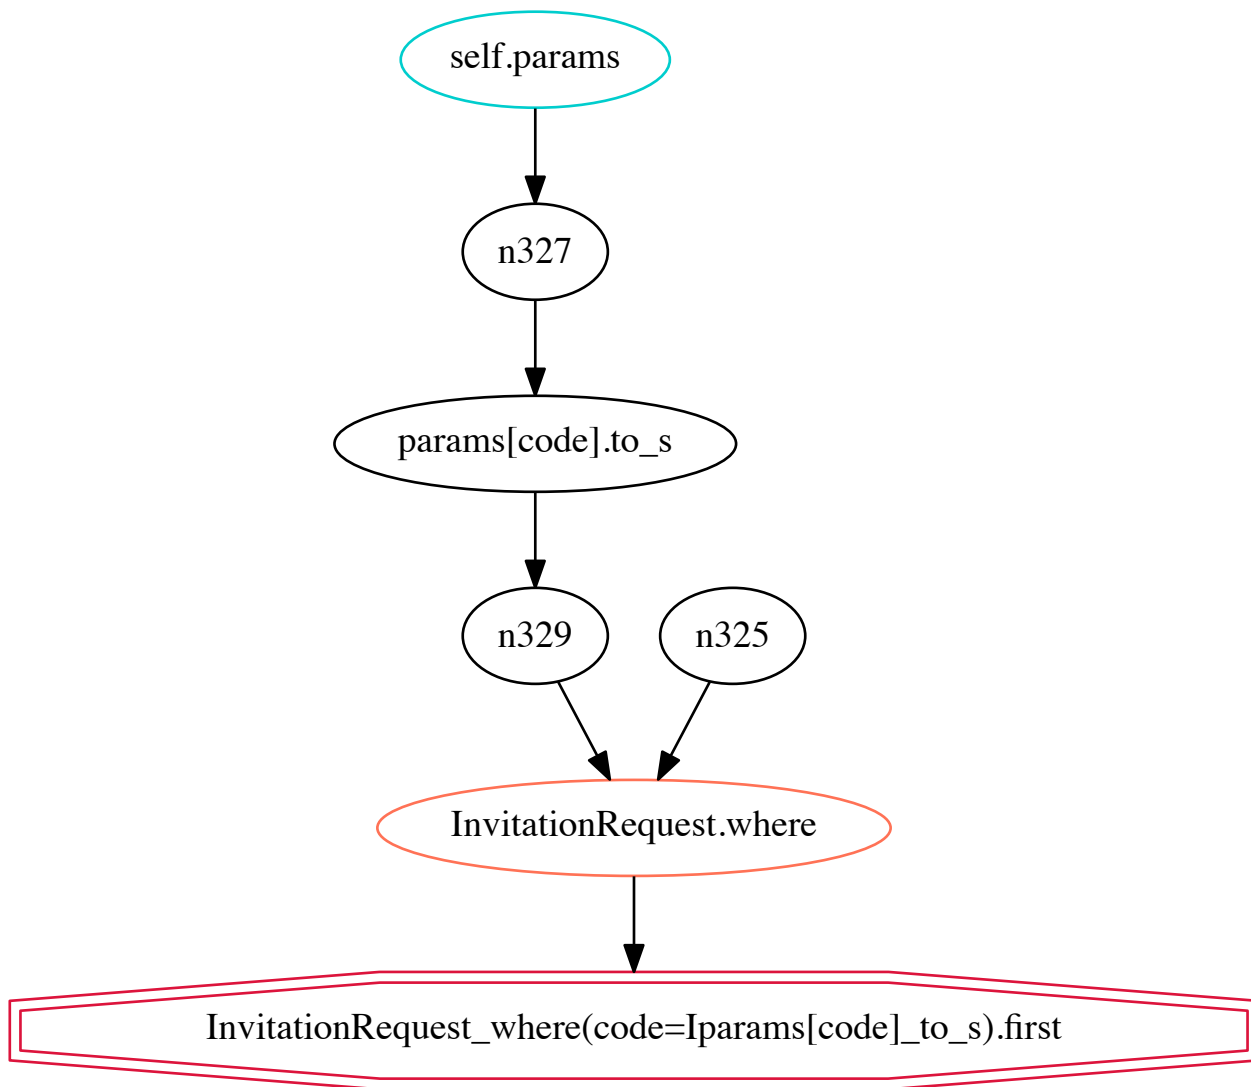 self.params
n327
params[code].to_s
n329
n325
InvitationRequest.where
InvitationRequest_where(code=Iparams[code]_to_s).first